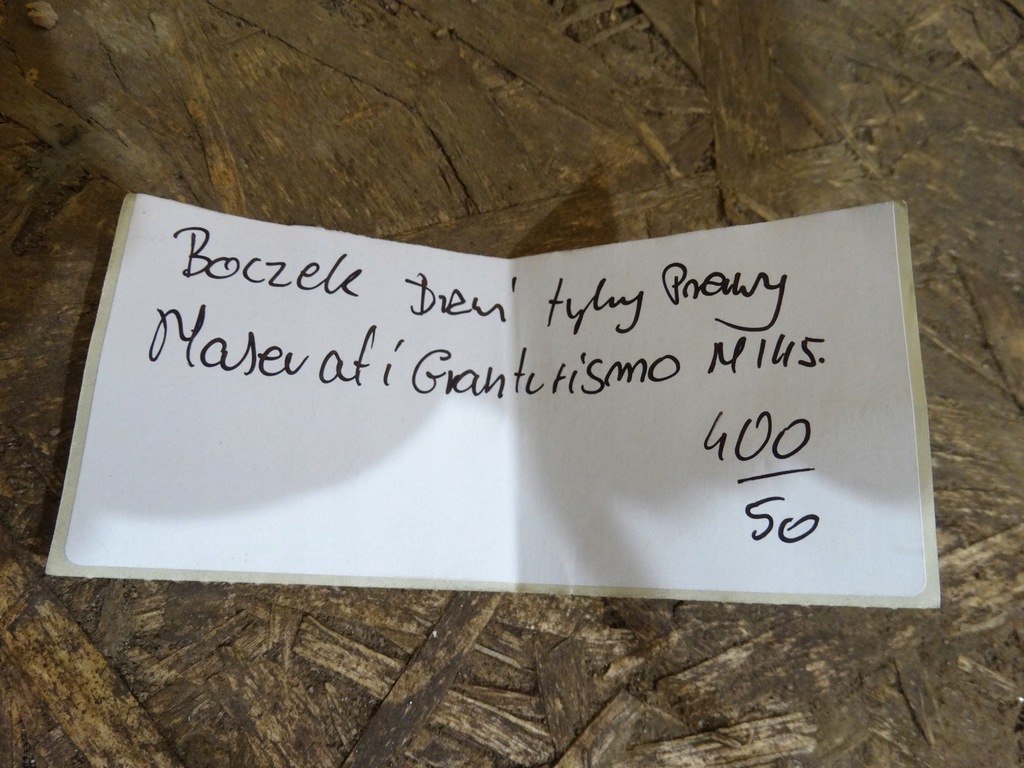 Boczek Drzwi tylny Prawy
Maserati Granturismo M145.
400
50